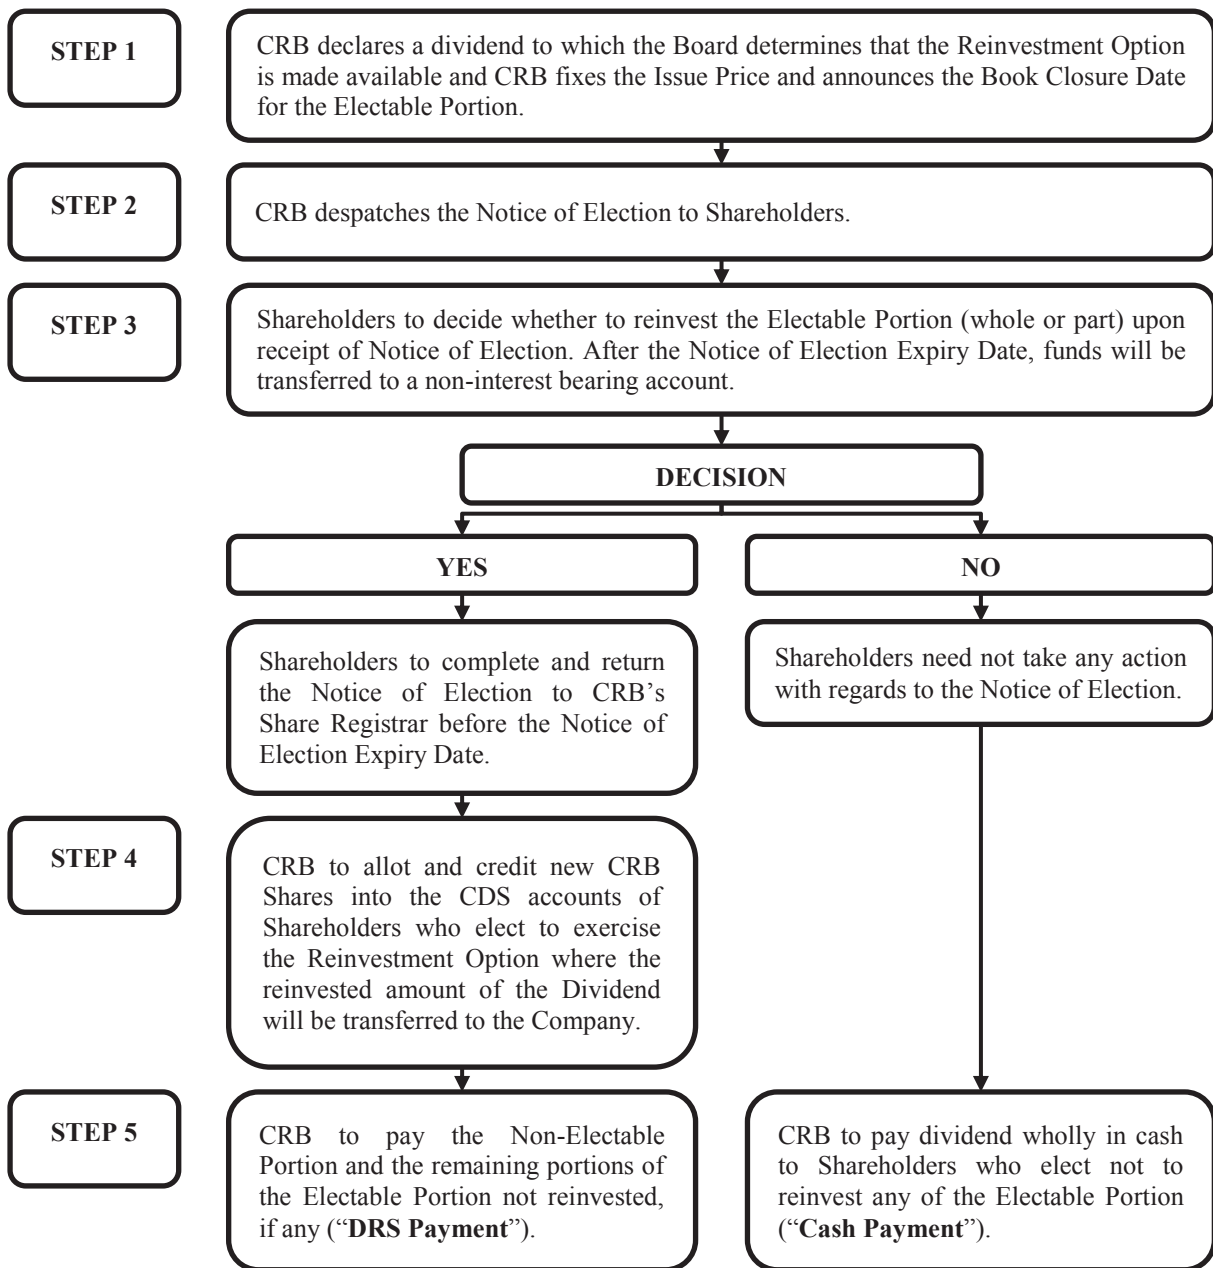 STEP 1
CRB declares a dividend to which the Board determines that the Reinvestment Option
is made available and CRB fixes the Issue Price and announces the Book Closure Date
for the Electable Portion.
STEP 2
CRB despatches the Notice of Election to Shareholders.
STEP 3
Shareholders to decide whether to reinvest the Electable Portion (whole or part) upon
receipt of Notice of Election. After the Notice of Election Expiry Date, funds will be
transferred to a non-interest bearing account.
DECISION
YES
NO
Shareholders to complete and return
the Notice of Election to CRB’s
Share Registrar before the Notice of
Election Expiry Date.
Shareholders need not take any action
with regards to the Notice of Election.
STEP 4
CRB to allot and credit new CRB
Shares into the CDS accounts of
Shareholders who elect to exercise
the Reinvestment Option where the
reinvested amount of the Dividend
will be transferred to the Company.
STEP 5
CRB to pay the Non-Electable
Portion and the remaining portions of
the Electable Portion not reinvested,
if any (“DRS Payment”).
CRB to pay dividend wholly in cash
to Shareholders who elect not to
reinvest any of the Electable Portion
(“Cash Payment”).